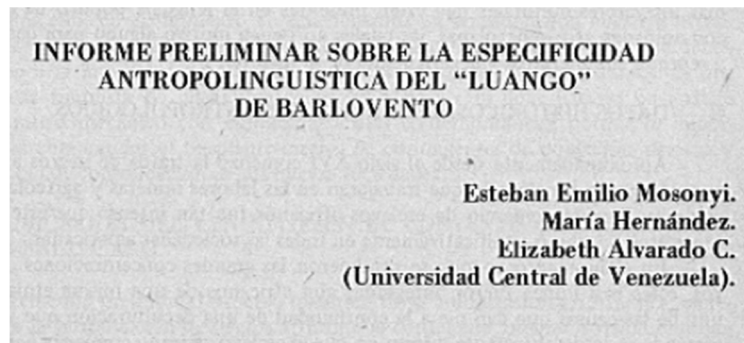 INFORME PRELIMINAR SOBRE LA ESPECIFICIDAD
ANTROPOLINGUISTICA DEL “LUANGO”
DE BARLOVENTO
Esteban Emilio Mosonyi.
María Hernández.
Elizabeth Alvarado C.
(Universidad Central de Venezuela).